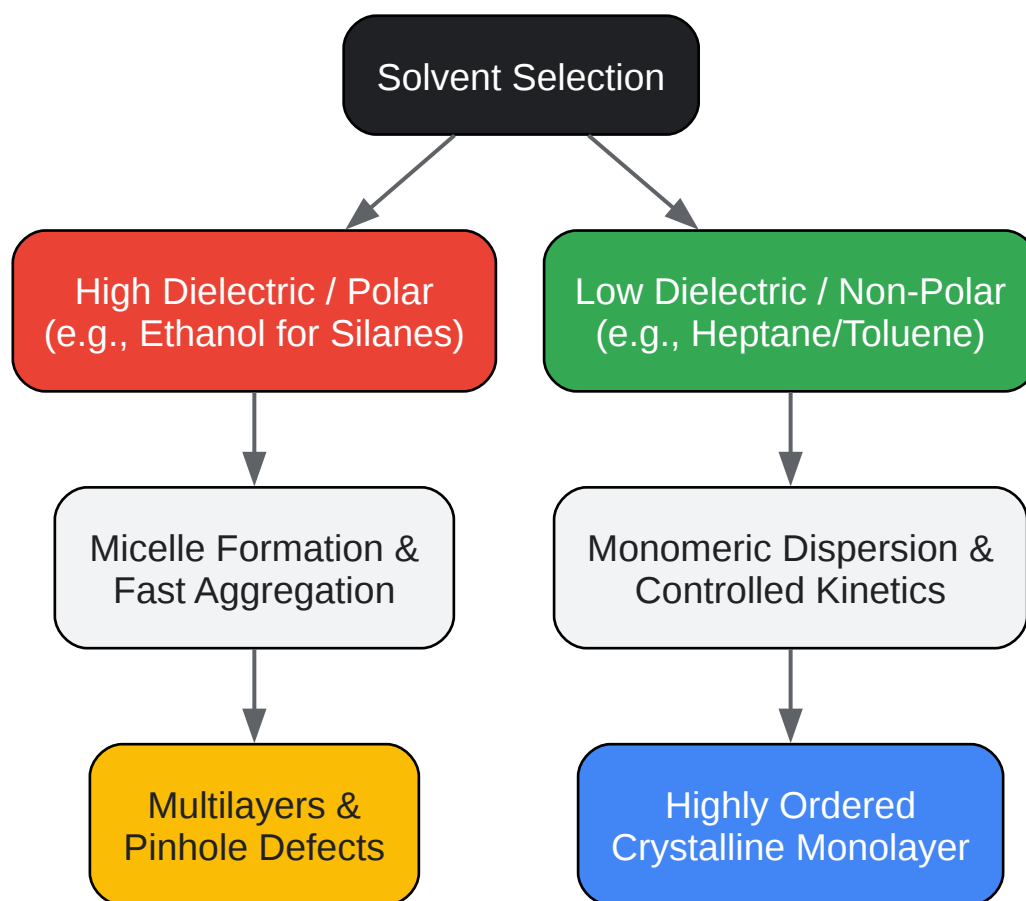 Solvent Selection
High Dielectric / Polar
(e.g., Ethanol for Silanes)
Low Dielectric / Non-Polar
(e.g., Heptane/Toluene)
Micelle Formation &
Fast Aggregation
Monomeric Dispersion &
Controlled Kinetics
Multilayers &
Pinhole Defects
Highly Ordered
Crystalline Monolayer